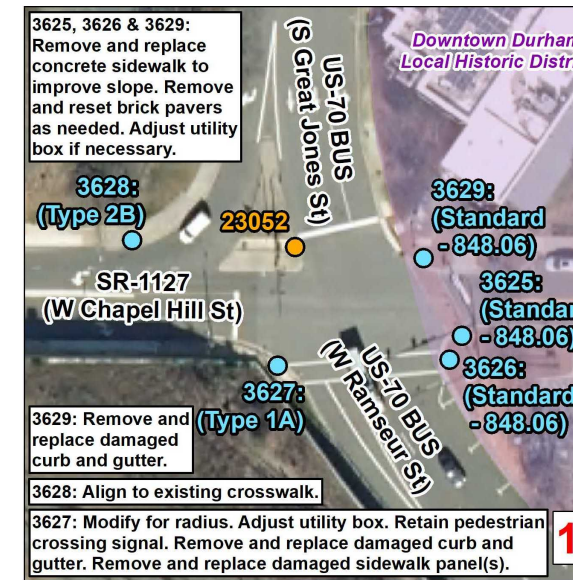 3625, 3626 & 3629:
Remove and replace
concrete sidewalk to
improve slope. Remove
and reset brick pavers
as needed. Adjust utility
box if necessary.
US-70 BUS
(S Great Jones St)
Downtown Durham
Local Historic Distr
3628:
(Type 2B)
23052
3629:
(Standard
- 848.06)
SR-1127
(W Chapel Hill St)
3625:
(Standar
- 848.06)
US-70 BUS
(W Ramseur St)
3626:
(Standard
- 848.06)
3627:
(Type 1A)
3629: Remove and
replace damaged
curb and gutter.
3628: Align to existing crosswalk.
3627: Modify for radius. Adjust utility box. Retain pedestrian
crossing signal. Remove and replace damaged curb and
gutter. Remove and replace damaged sidewalk panel(s).
1